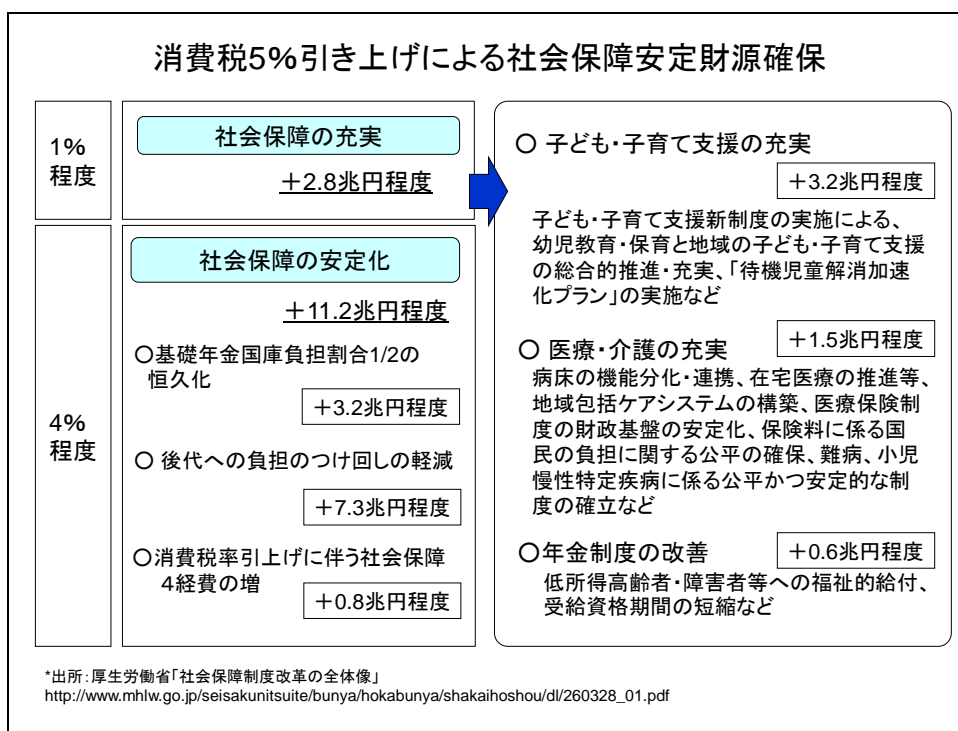 消費税5%引き上げによる社会保障安定財源確保
1%
程度
社会保障の充実
＋2.8兆円程度
4%
程度
社会保障の安定化
＋11.2兆円程度
〇基礎年金国庫負担割合1/2の
恒久化
＋3.2兆円程度
〇 後代への負担のつけ回しの軽減
＋7.3兆円程度
〇消費税率引上げに伴う社会保障
４経費の増
＋0.8兆円程度
〇 子ども・子育て支援の充実
＋3.2兆円程度
子ども・子育て支援新制度の実施による、
幼児教育・保育と地域の子ども・子育て支援
の総合的推進・充実、「待機児童解消加速
化プラン」の実施など
〇 医療・介護の充実
＋1.5兆円程度
病床の機能分化・連携、在宅医療の推進等、
地域包括ケアシステムの構築、医療保険制
度の財政基盤の安定化、保険料に係る国
民の負担に関する公平の確保、難病、小児
慢性特定疾病に係る公平かつ安定的な制
度の確立など
〇年金制度の改善
＋0.6兆円程度
低所得高齢者・障害者等への福祉的給付、
受給資格期間の短縮など
*出所：厚生労働省「社会保障制度改革の全体像」
http://www.mhlw.go.jp/seisakunitsuite/bunya/hokabunya/shakaihoshou/dl/260328_01.pdf